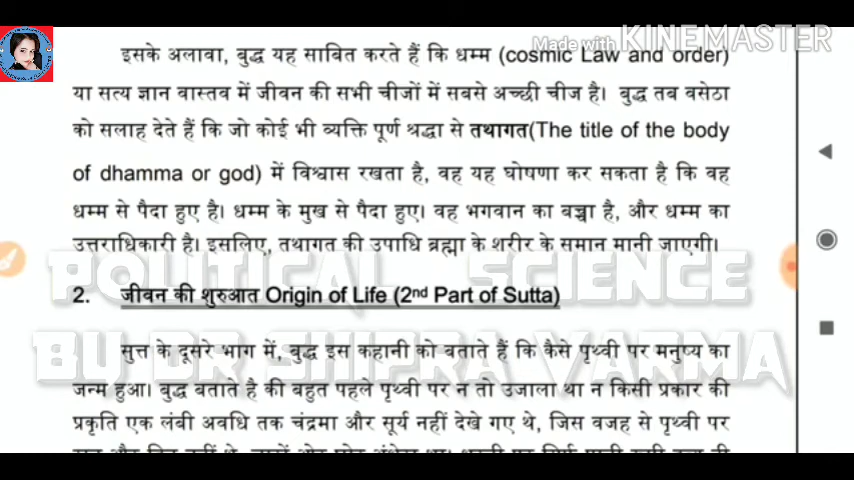 Made with KINEMASTER
इसके अलावा, बुद्ध यह साबित करते हैं कि धम्म (cosmic Law and order)
या सत्य ज्ञान वास्तव में जीवन की सभी चीजों में सबसे अच्छी चीज है। बुद्ध तब वसेठा
को सलाह देते हैं कि जो कोई भी व्यक्ति पूर्ण श्रद्धा से तथागत(The title of the body
of dhamma or god) में विश्वास रखता है, वह यह घोषणा कर सकता है कि वह
धम्म से पैदा हुए है। धम्म के मुख से पैदा हुए। वह भगवान का बच्चा है, और धम्म का
उत्तराधिकारी है। इसलिए, तथागत की उपाधि ब्रह्मा के शरीर के समान मानी जाएगी।
POLITICAL SCIENCE
2. जीवन की शुरुआत Origin of Life (2nd Part of Sutta)
BU DR SHIPRA VARMA
सुत्त के दूसरे भाग में, बुद्ध इस कहानी को बताते हैं कि कैसे पृथ्वी पर मनुष्य का
जन्म हुआ। बुद्ध बताते है की बहुत पहले पृथ्वी पर न तो उजाला था न किसी प्रकार की
प्रकृति एक लंबी अवधि तक चंद्रमा और सूर्य नहीं देखे गए थे, जिस वजह से पृथ्वी पर